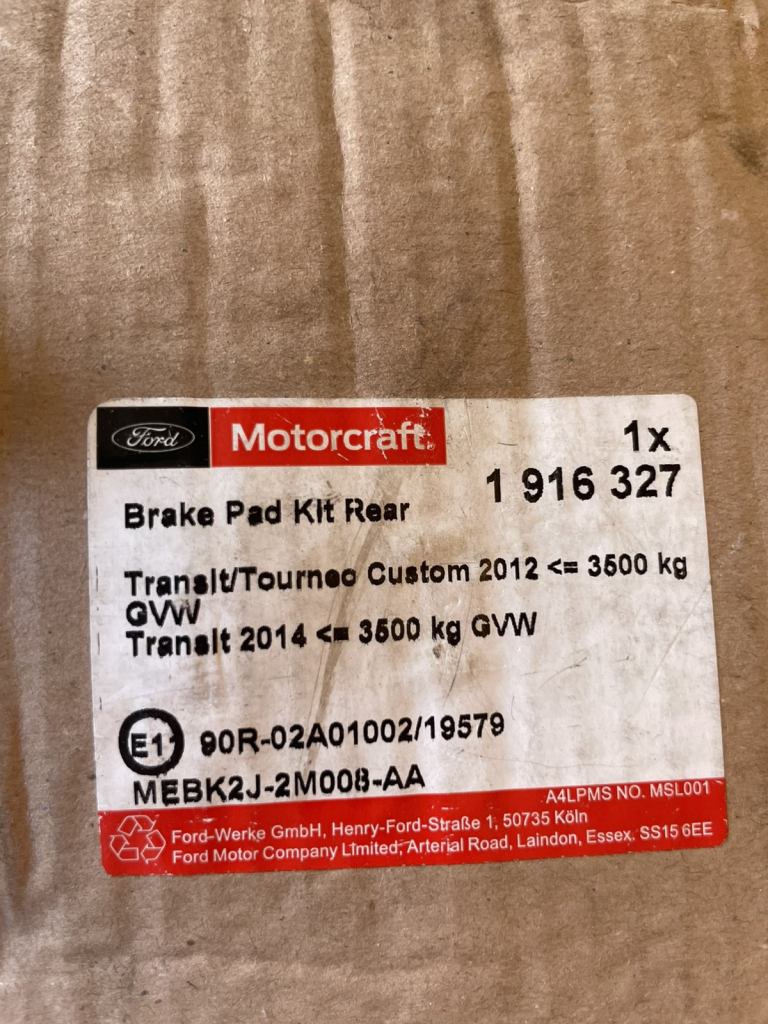 Ford Motorcraft
1x
1 916 327
Brake Pad Kit Rear
Transit/Tourneo Custom 2012 <= 3500 kg
GVW
Transit 2014 <= 3500 kg GVW
E11 90R-02A01002/19579
MEBK2J-2M008-AA
A4LPMS NO. MSL001
Ford-Werke GmbH, Henry-Ford-Straße 1, 50735 Köln
Ford Motor Company Limited, Arterial Road, Laindon, Essex. SS15 6EE